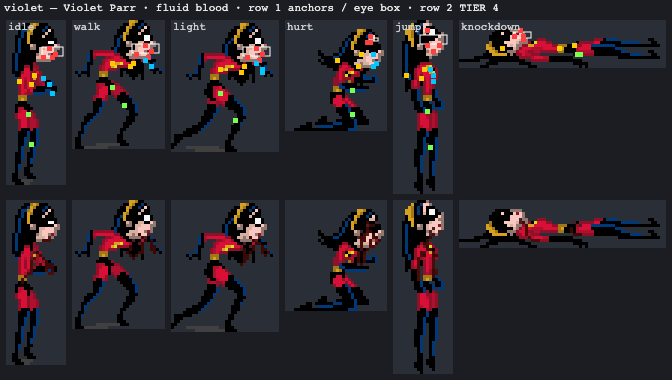 violet — Violet Parr · fluid blood · row 1 anchors / eye box · row 2 TIER 4
idle walk light hurt jump knockdown